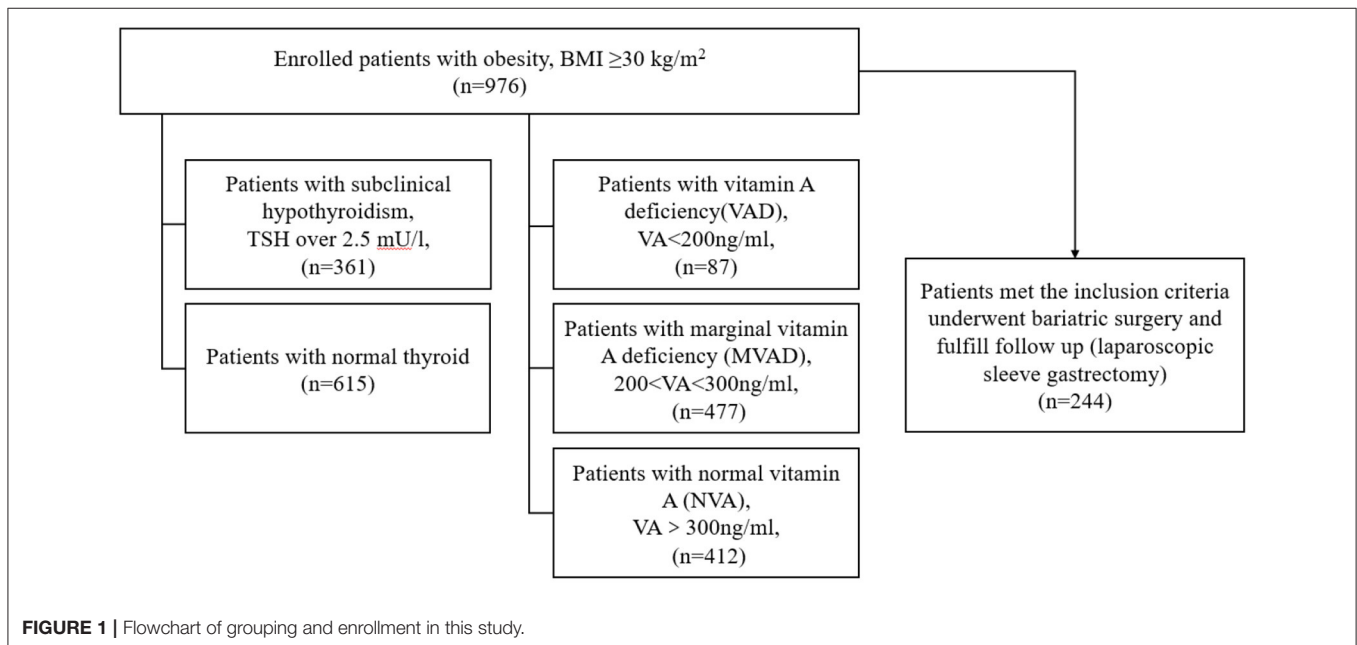 Enrolled patients with obesity, BMI ≥30 kg/m²
(n=976)
Patients with subclinical
hypothyroidism,
TSH over 2.5 mU/l,
(n=361)
Patients with normal thyroid
(n=615)
Patients with vitamin A
deficiency(VAD),
VA<200ng/ml,
(n=87)
Patients with marginal vitamin
A deficiency (MVAD),
200<VA<300ng/ml,
(n=477)
Patients with normal vitamin
A (NVA),
VA > 300ng/ml,
(n=412)
Patients met the inclusion criteria
underwent bariatric surgery and
fulfill follow up (laparoscopic
sleeve gastrectomy)
(n=244)
FIGURE 1 | Flowchart of grouping and enrollment in this study.